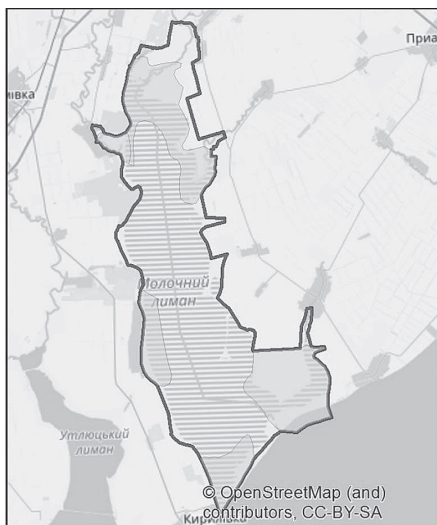 Приа
мівка
Молочний
лиман
Утлюцький
лиман
© OpenStreetMap (and)
contributors, CC-BY-SA
Кирилівка